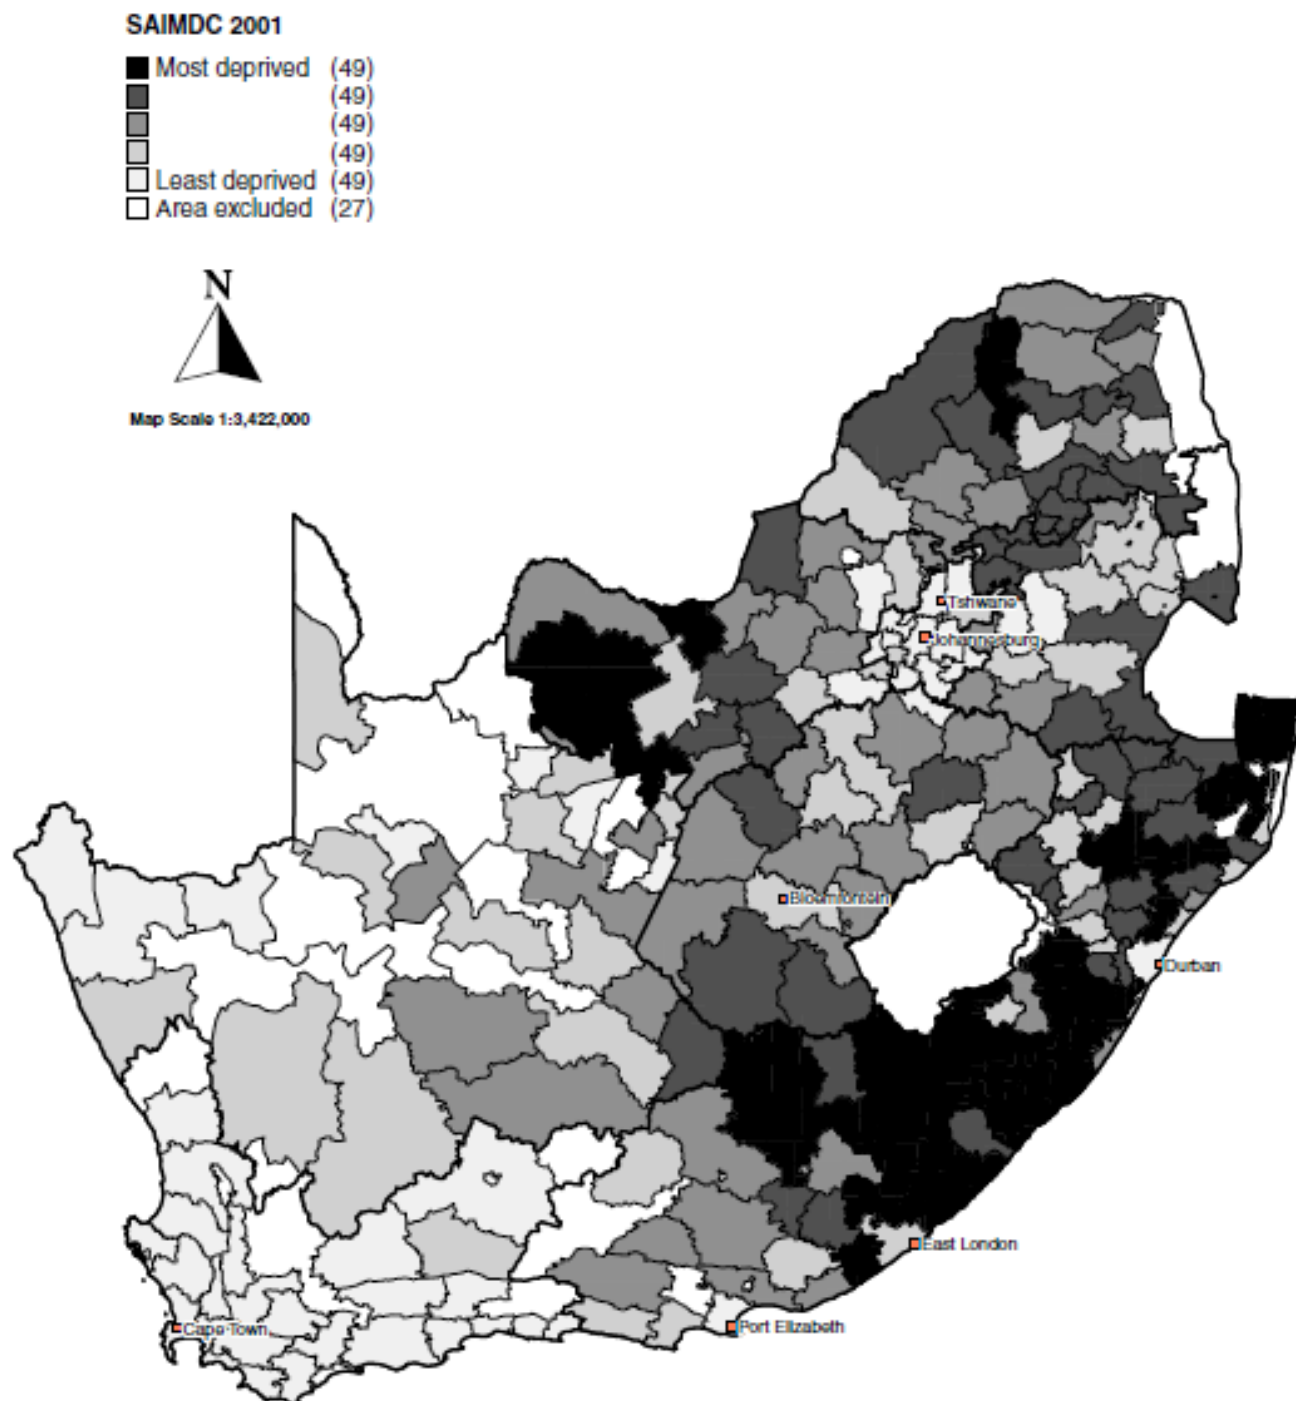 SAIMDC 2001
Most deprived (49)
(49)
(49)
(49)
Least deprived (49)
Area excluded (27)
N
Map Scale 1:3,422,000
Tshwane
Johannesburg
Bloemfontein
Durban
East London
Port Elizabeth
Cape Town